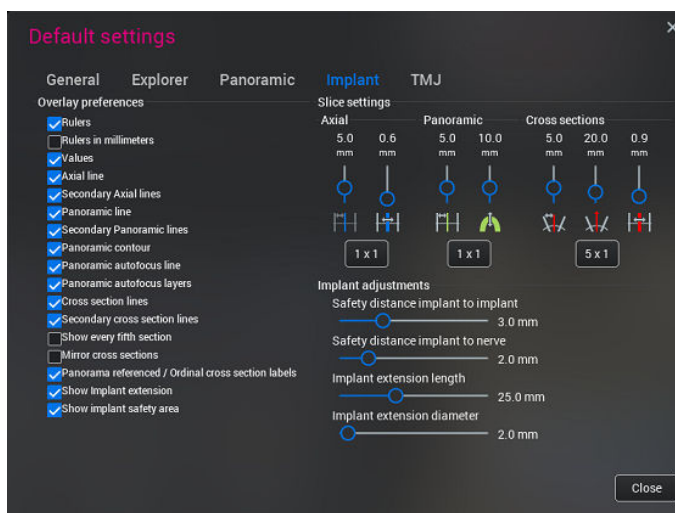 Default settings
General Explorer Panoramic Implant TMJ
Overlay preferences
Rulers
Rulers in millimeters
Values
Axial line
Secondary Axial lines
Panoramic line
Secondary Panoramic lines
Panoramic contour
Panoramic autofocus line
Panoramic autofocus layers
Cross section lines
Secondary cross section lines
Show every fifth section
Mirror cross sections
Panorama referenced / Ordinal cross section labels
Show Implant extension
Show implant safety area
Slice settings
Axial Panoramic Cross sections
5.0 0.6 5.0 10.0 5.0 20.0 0.9
mm mm mm mm mm mm mm
1 x 1 1 x 1 5 x 1
Implant adjustments
Safety distance implant to implant
3.0 mm
Safety distance implant to nerve
2.0 mm
Implant extension length
25.0 mm
Implant extension diameter
2.0 mm
Close